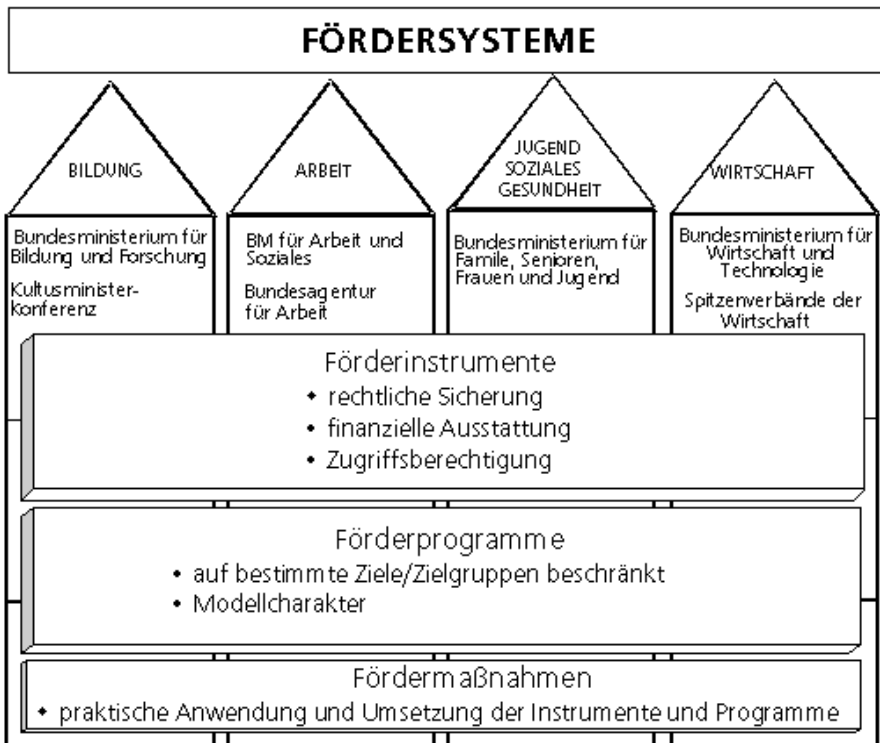 FÖRDERSYSTEME
BILDUNG
Bundesministerium für
Bildung und Forschung
Kultusminister-
Konferenz
ARBEIT
BM für Arbeit und
Soziales
Bundesagentur
für Arbeit
JUGEND
SOZIALES
GESUNDHEIT
Bundesministerium für
Famile, Senioren,
Frauen und Jugend
WIRTSCHAFT
Bundesministerium für
Wirtschaft und
Technologie
Spitzenverbände der
Wirtschaft
Förderinstrumente
• rechtliche Sicherung
• finanzielle Ausstattung
• Zugriffsberechtigung
Förderprogramme
• auf bestimmte Ziele/Zielgruppen beschränkt
• Modellcharakter
Fördermaßnahmen
• praktische Anwendung und Umsetzung der Instrumente und Programme